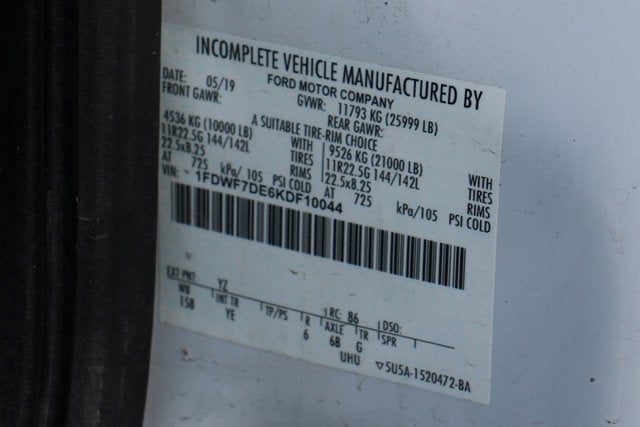 INCOMPLETE VEHICLE MANUFACTURED BY
FORD MOTOR COMPANY
DATE: 05/19 GVWR: 11793 KG (25999 LB)
FRONT GAWR: REAR GAWR:
A SUITABLE TIRE-RIM CHOICE
4536 KG (10000 LB) WITH 9526 KG (21000 LB) WITH
11R22.5G 144/142L TIRES 11R22.5G 144/142L TIRES
22.5x8.25 RIMS 22.5x8.25 RIMS
AT 725 kPa/105 PSI COLD AT 725 kPa/105 PSI COLD
VIN: 1FDWF7DE6KDF10044
EXT PNT: YZ RC: 86 DSO:
WB INT TR TP/PS R AXLE TR SPR
158 YE 6 6B G
UHU ▽5U5A-1520472-BA